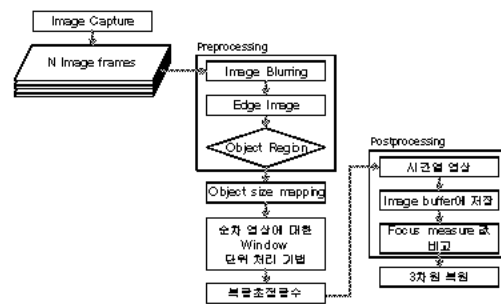 Image Capture
N Image frames
Preprocessing
Image Blurring
Edge Image
Object Region
Object size mapping
순차 영상에 대한
Window
단위 처리 기법
복굴초점굴수
Postprocessing
시간열 영상
Image buffer에 저장
Focus measure 값
비고
3차원 복원